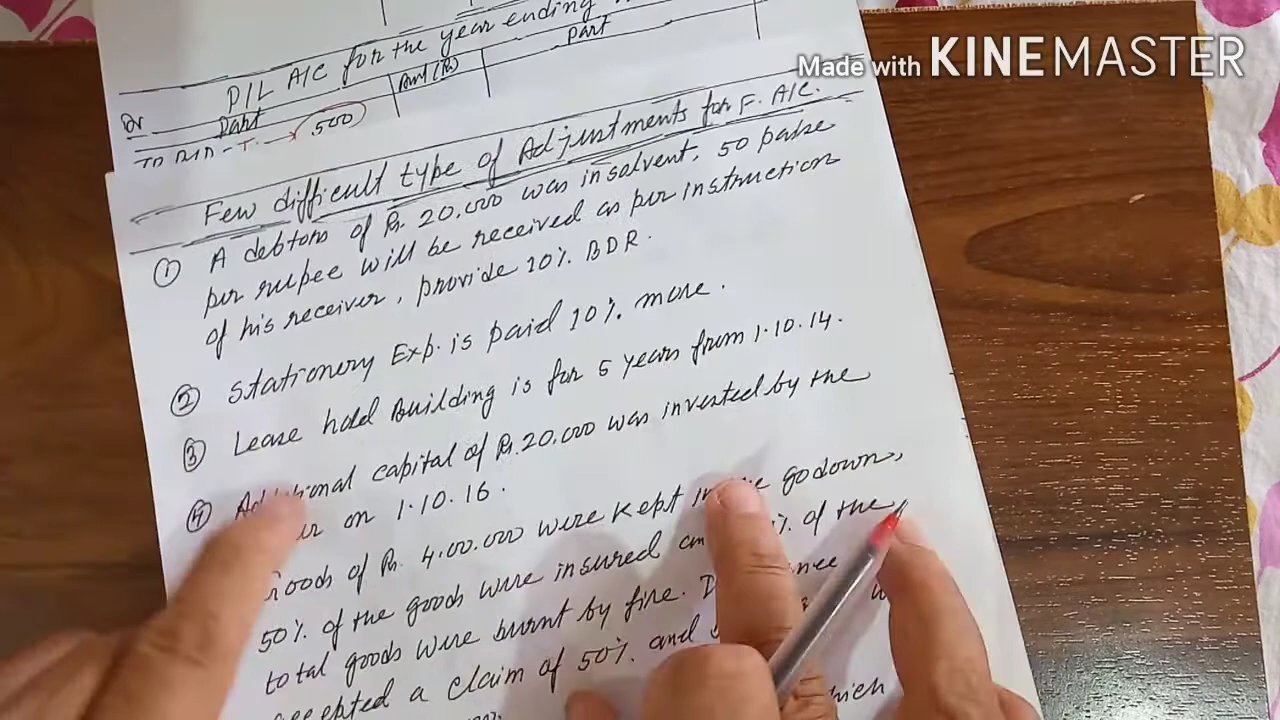 Made with KINEMASTER
P/L A/C for the year ending
Dr Part Amt (Rs) Part
500
Few difficult type of Adjustments for F. A/C.
① A debtors of Rs. 20,000 was insolvent. 50 paise
per rupee will be received as per instruction
of his receiver, provide 10% BDR.
② Stationery Exp. is paid 10% more.
③ Lease hold Building is for 5 years from 1.10.14.
④ Additional capital of Rs. 20,000 was invested by the
on 1.10.16.
Goods of Rs. 4,00,000 were kept in godown,
50% of the goods were insured % of the
total goods were burnt by fire.
a claim of 50% and
which